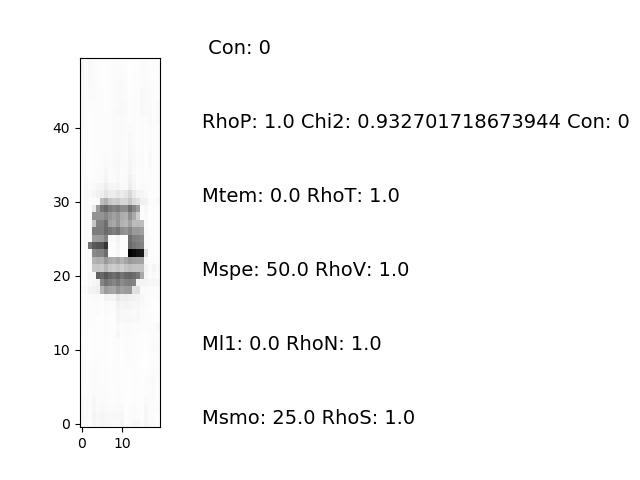 Con: 0
RhoP: 1.0 Chi2: 0.932701718673944 Con: 0
Mtem: 0.0 RhoT: 1.0
Mspe: 50.0 RhoV: 1.0
Ml1: 0.0 RhoN: 1.0
Msmo: 25.0 RhoS: 1.0
40
30
20
10
0
0 10